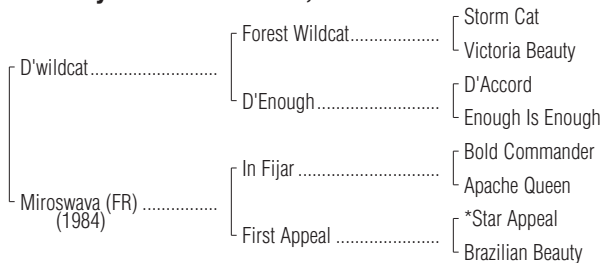 Storm Cat
Forest Wildcat....................
Victoria Beauty
D'wildcat............................
D'Accord
D'Enough...........................
Enough Is Enough
Bold Commander
In Fijar ...............................
Apache Queen
Miroswava (FR) .................
(1984)
*Star Appeal
First Appeal .......................
Brazilian Beauty